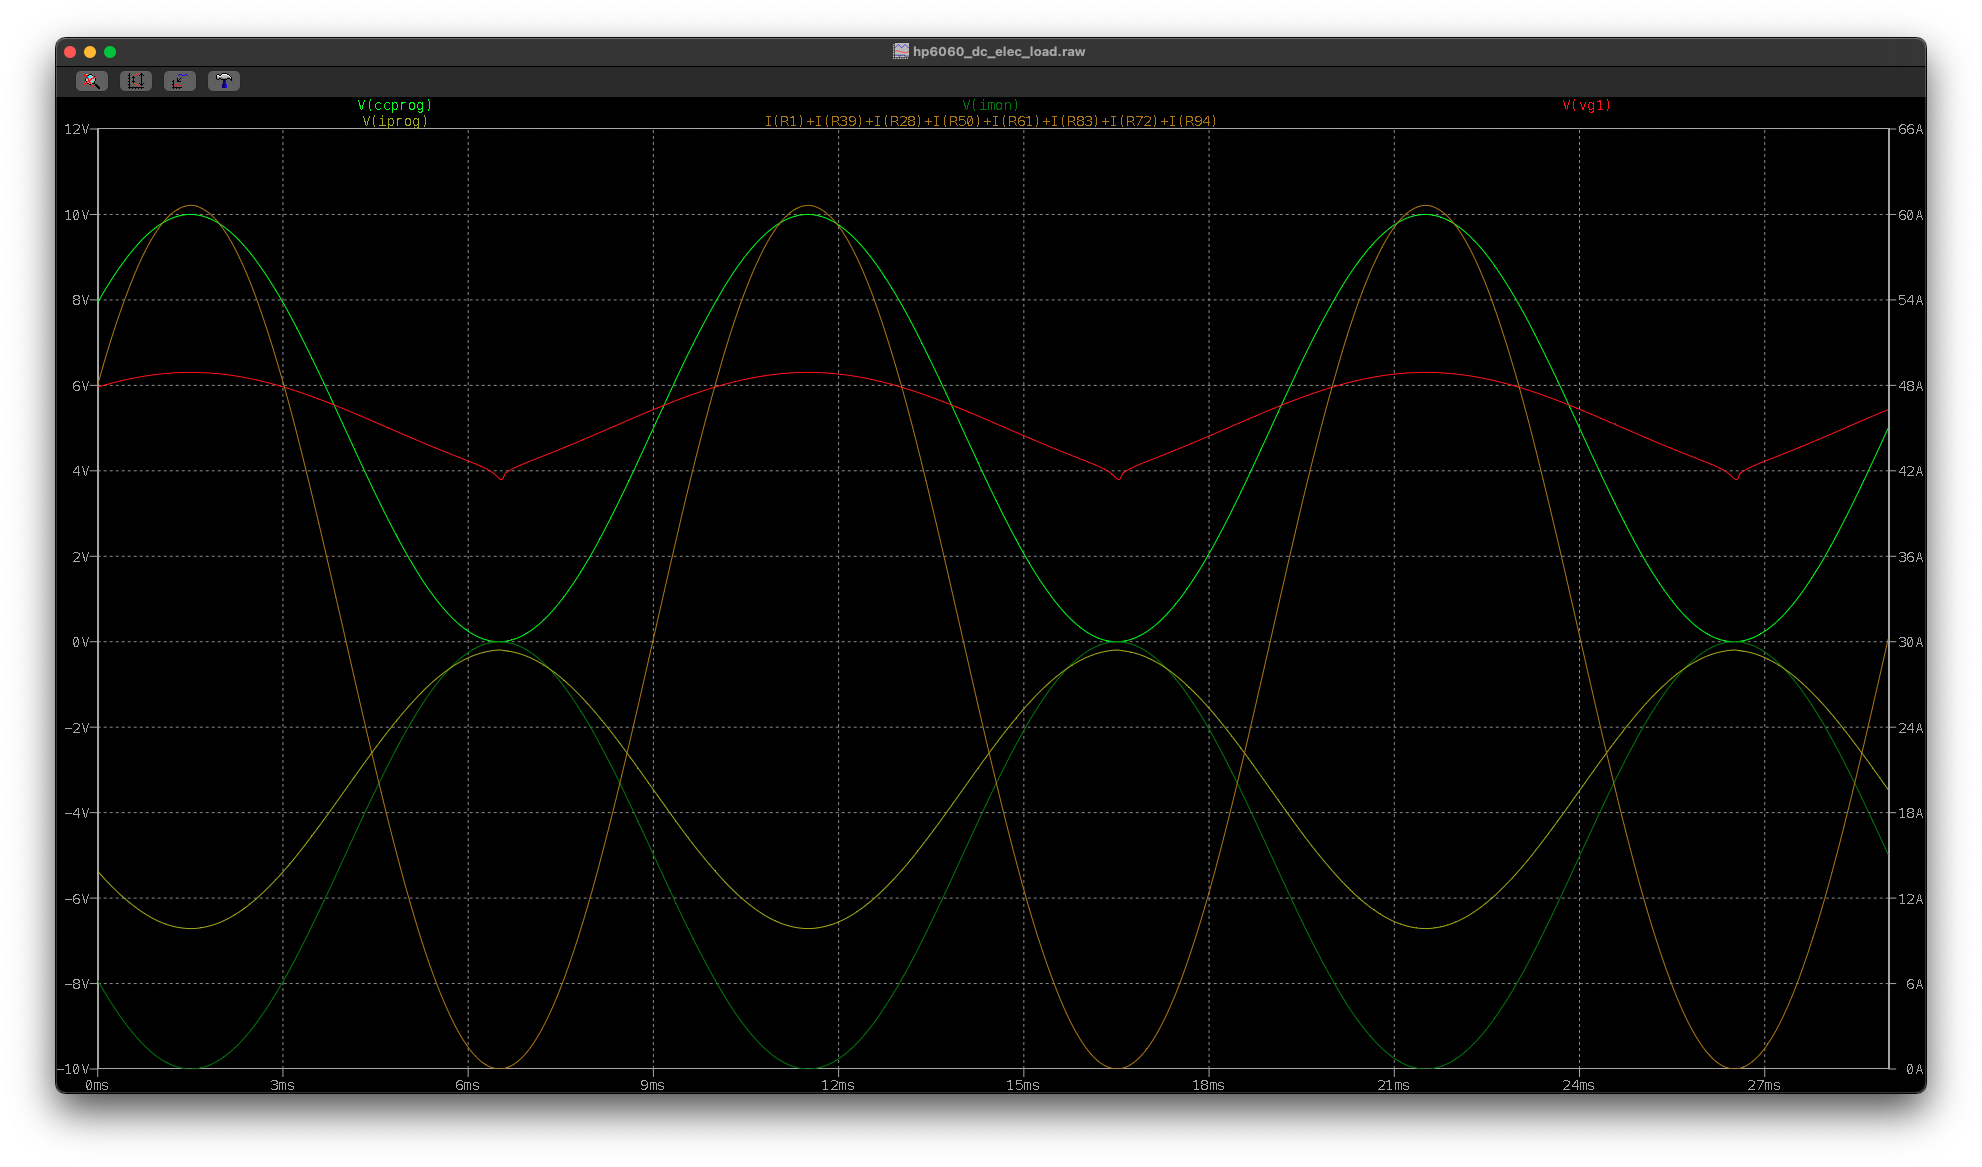 hp6060_dc_elec_load.raw
V(ccprog) V(imon) V(vg1)
V(iprog) I(R1)+I(R39)+I(R28)+I(R50)+I(R61)+I(R83)+I(R72)+I(R94)
12V 66A
10V 60A
8V 54A
6V 48A
4V 42A
2V 36A
0V 30A
-2V 24A
-4V 18A
-6V 12A
-8V 6A
-10V 0A
0ms 3ms 6ms 9ms 12ms 15ms 18ms 21ms 24ms 27ms